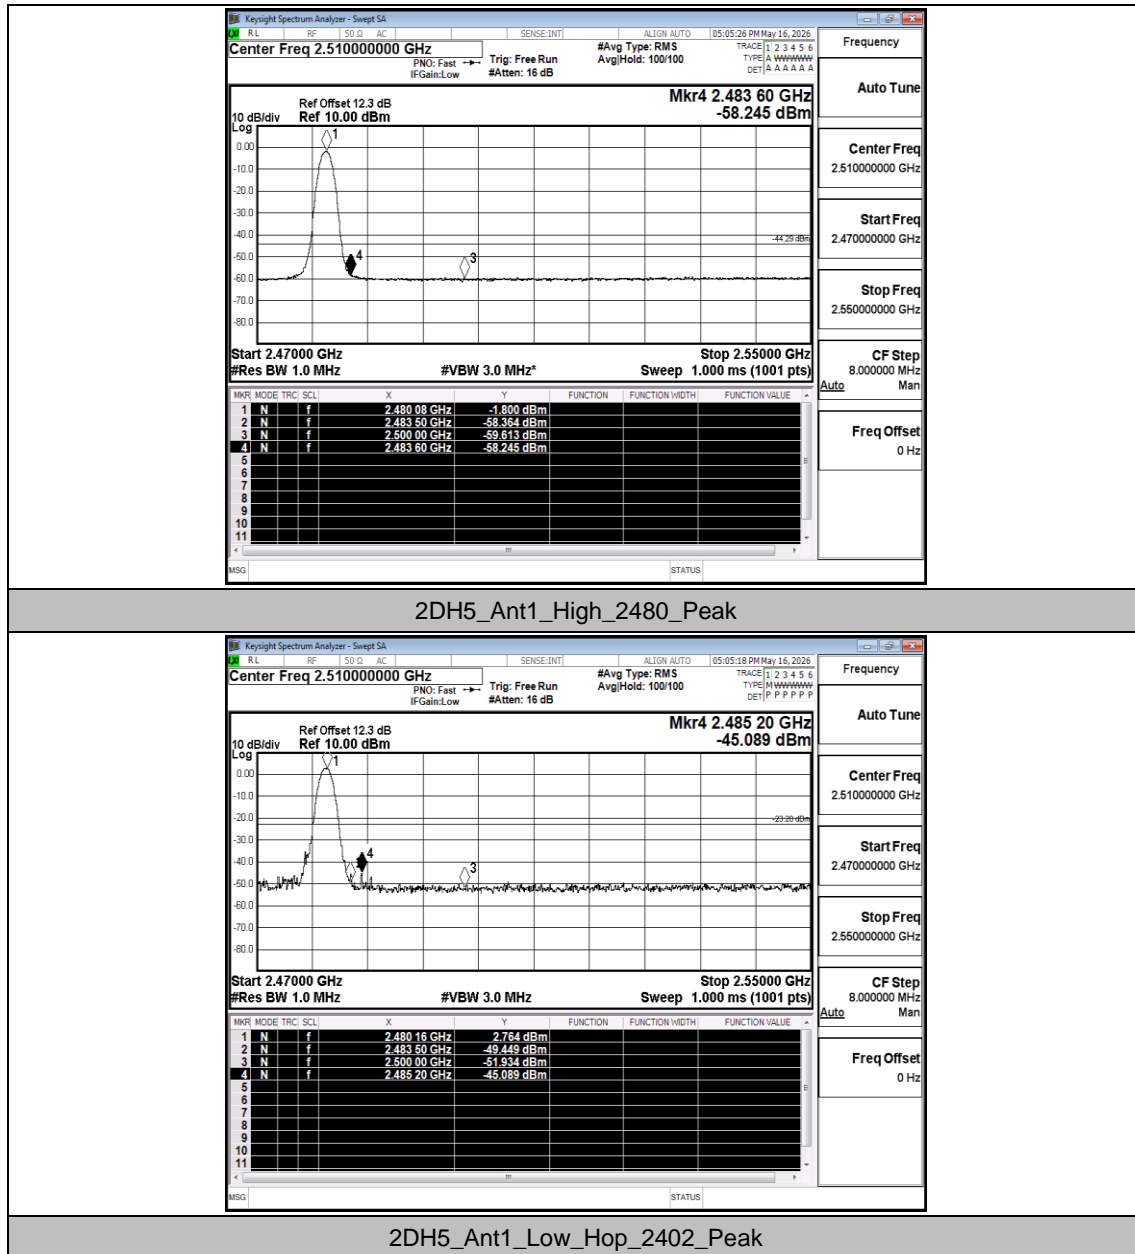 Keysight Spectrum Analyzer - Swept SA
RL RF 50 Ω AC SENSE:INT ALIGN AUTO 05:05:26 PM May 16, 2026
Center Freq 2.510000000 GHz #Avg Type: RMS TRACE 1 2 3 4 5 6
PNO: Fast Trig: Free Run Avg|Hold: 100/100 TYPE A WWWWW
IFGain:Low #Atten: 16 dB DET A A A A A A
Frequency
Auto Tune
Mkr4 2.483 60 GHz
-58.245 dBm
Ref Offset 12.3 dB
10 dB/div Ref 10.00 dBm
Log
0.00
-10.0
-20.0
-30.0
-40.0
-50.0
-60.0
-70.0
-80.0
1
4
3
-44.29 dBm
Start 2.47000 GHz Stop 2.55000 GHz
#Res BW 1.0 MHz #VBW 3.0 MHz* Sweep 1.000 ms (1001 pts)
Center Freq
2.510000000 GHz
Start Freq
2.470000000 GHz
Stop Freq
2.550000000 GHz
CF Step
8.000000 MHz
Auto Man
Freq Offset
0 Hz
MKR MODE TRC SCL X Y FUNCTION FUNCTION WIDTH FUNCTION VALUE
1 N f 2.480 08 GHz -1.800 dBm
2 N f 2.483 50 GHz -58.364 dBm
3 N f 2.500 00 GHz -59.613 dBm
4 N f 2.483 60 GHz -58.245 dBm
5
6
7
8
9
10
11
MSG STATUS
2DH5_Ant1_High_2480_Peak
Keysight Spectrum Analyzer - Swept SA
RL RF 50 Ω AC SENSE:INT ALIGN AUTO 05:05:18 PM May 16, 2026
Center Freq 2.510000000 GHz #Avg Type: RMS TRACE 1 2 3 4 5 6
PNO: Fast Trig: Free Run Avg|Hold: 100/100 TYPE M WWWWW
IFGain:Low #Atten: 16 dB DET P P P P P P
Frequency
Auto Tune
Mkr4 2.485 20 GHz
-45.089 dBm
Ref Offset 12.3 dB
10 dB/div Ref 10.00 dBm
Log
0.00
-10.0
-20.0
-30.0
-40.0
-50.0
-60.0
-70.0
-80.0
1
4
3
-23.20 dBm
Start 2.47000 GHz Stop 2.55000 GHz
#Res BW 1.0 MHz #VBW 3.0 MHz Sweep 1.000 ms (1001 pts)
Center Freq
2.510000000 GHz
Start Freq
2.470000000 GHz
Stop Freq
2.550000000 GHz
CF Step
8.000000 MHz
Auto Man
Freq Offset
0 Hz
MKR MODE TRC SCL X Y FUNCTION FUNCTION WIDTH FUNCTION VALUE
1 N f 2.480 16 GHz 2.764 dBm
2 N f 2.483 50 GHz -49.449 dBm
3 N f 2.500 00 GHz -51.934 dBm
4 N f 2.485 20 GHz -45.089 dBm
5
6
7
8
9
10
11
MSG STATUS
2DH5_Ant1_Low_Hop_2402_Peak